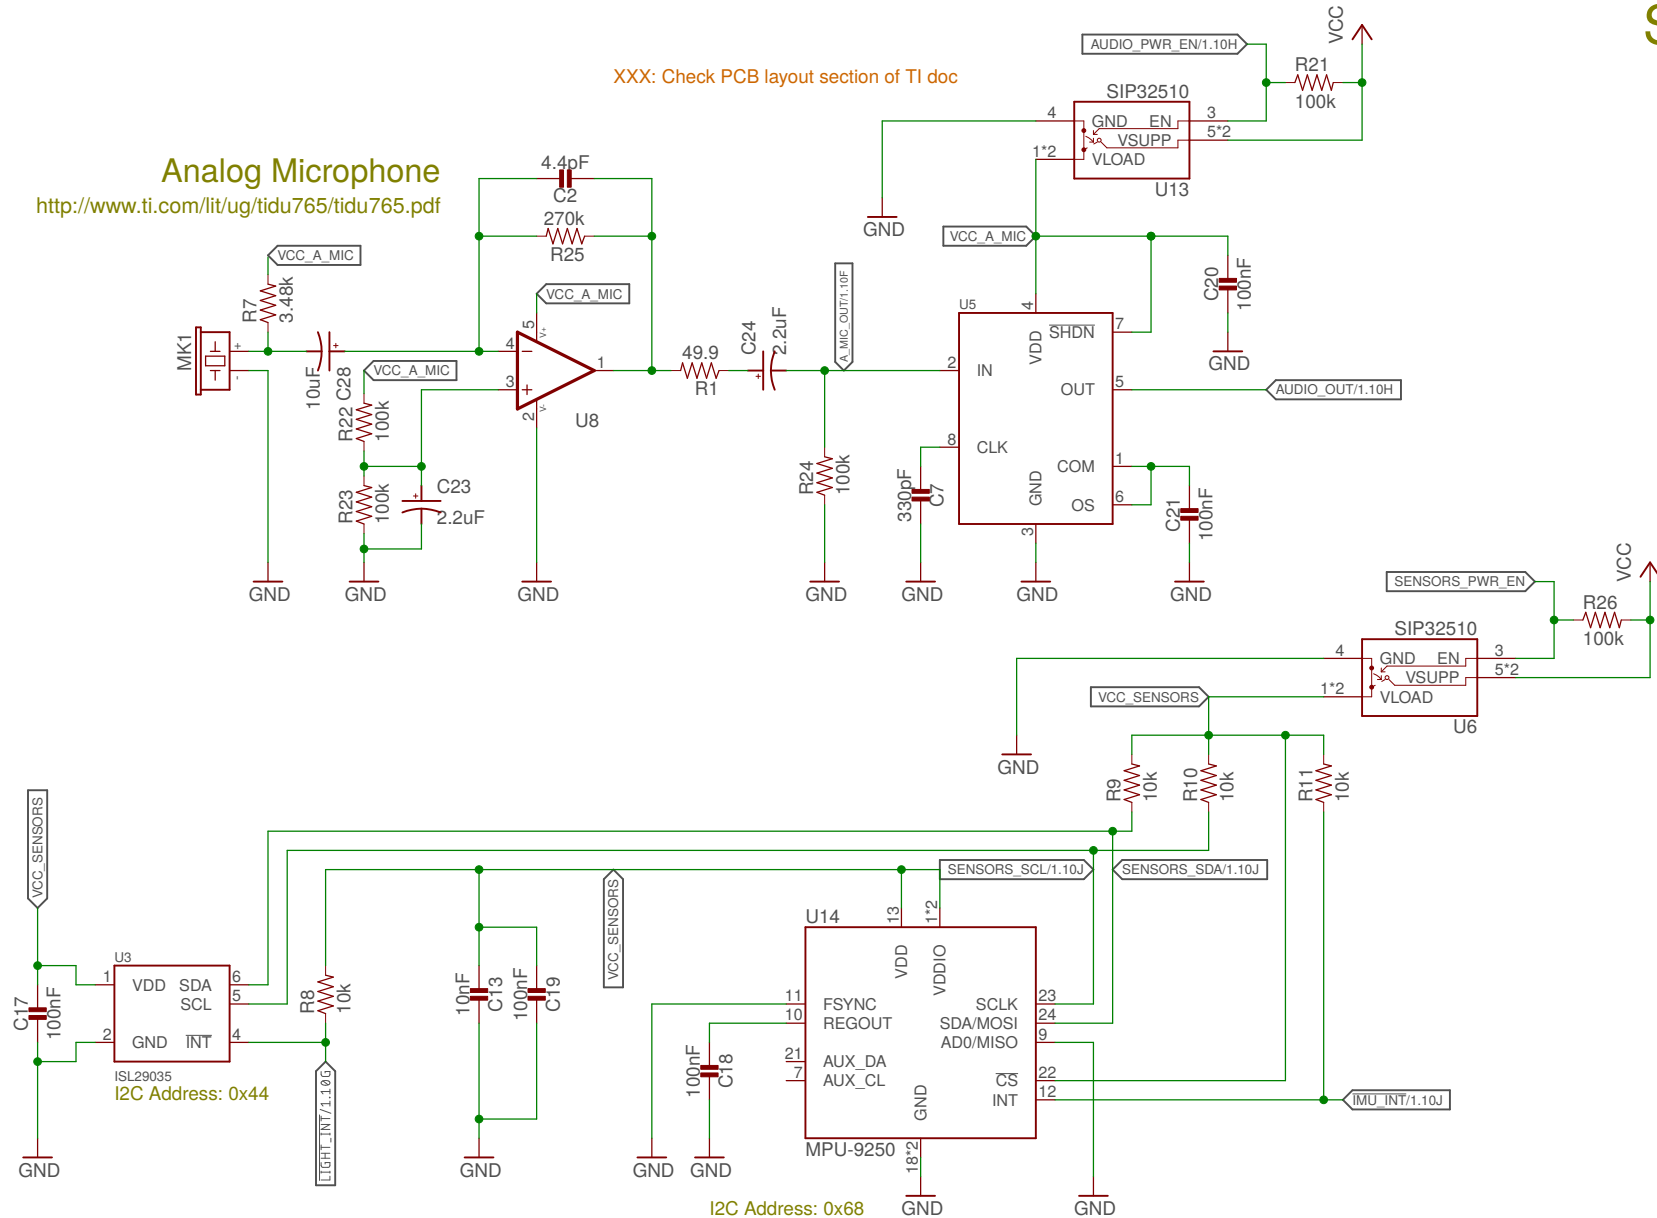 S
XXX: Check PCB layout section of TI doc
AUDIO_PWR_EN/1.10H
VCC
R21
100k
SIP32510
4
GND
EN
3
VSUPP
5*2
1*2
VLOAD
U13
GND
Analog Microphone
http://www.ti.com/lit/ug/tidu765/tidu765.pdf
4.4pF
C2
270k
R25
VCC_A_MIC
R7
3.48k
MK1
+
-
10uF
C28
+
VCC_A_MIC
R22
100k
R23
100k
C23
+
2.2uF
VCC_A_MIC
5
V+
4
3
1
2
V-
U8
49.9
R1
C24
2.2uF
+
A_MIC_OUT/1.10F
R24
100k
VCC_A_MIC
C20
100nF
GND
U5
4
VDD
SHDN
7
2
IN
OUT
5
AUDIO_OUT/1.10H
8
CLK
COM
1
GND
OS
6
3
330pF
C7
C21
100nF
GND
GND
GND
GND
GND
GND
GND
SENSORS_PWR_EN
VCC
R26
100k
SIP32510
4
GND
EN
3
VSUPP
5*2
1*2
VLOAD
U6
VCC_SENSORS
GND
R9
10k
R10
10k
R11
10k
VCC_SENSORS
C17
100nF
U3
1
VDD
SDA
6
SCL
5
2
GND
INT
4
ISL29035
I2C Address: 0x44
GND
R8
10k
LIGHT_INT/1.10G
10nF
C13
100nF
C19
GND
VCC_SENSORS
SENSORS_SCL/1.10J
SENSORS_SDA/1.10J
U14
13
1*2
VDD
VDDIO
11
FSYNC
SCLK
23
10
REGOUT
SDA/MOSI
24
AD0/MISO
9
21
AUX_DA
7
AUX_CL
CS
22
GND
INT
12
MPU-9250
18*2
100nF
C18
IMU_INT/1.10J
GND
GND
GND
GND
I2C Address: 0x68